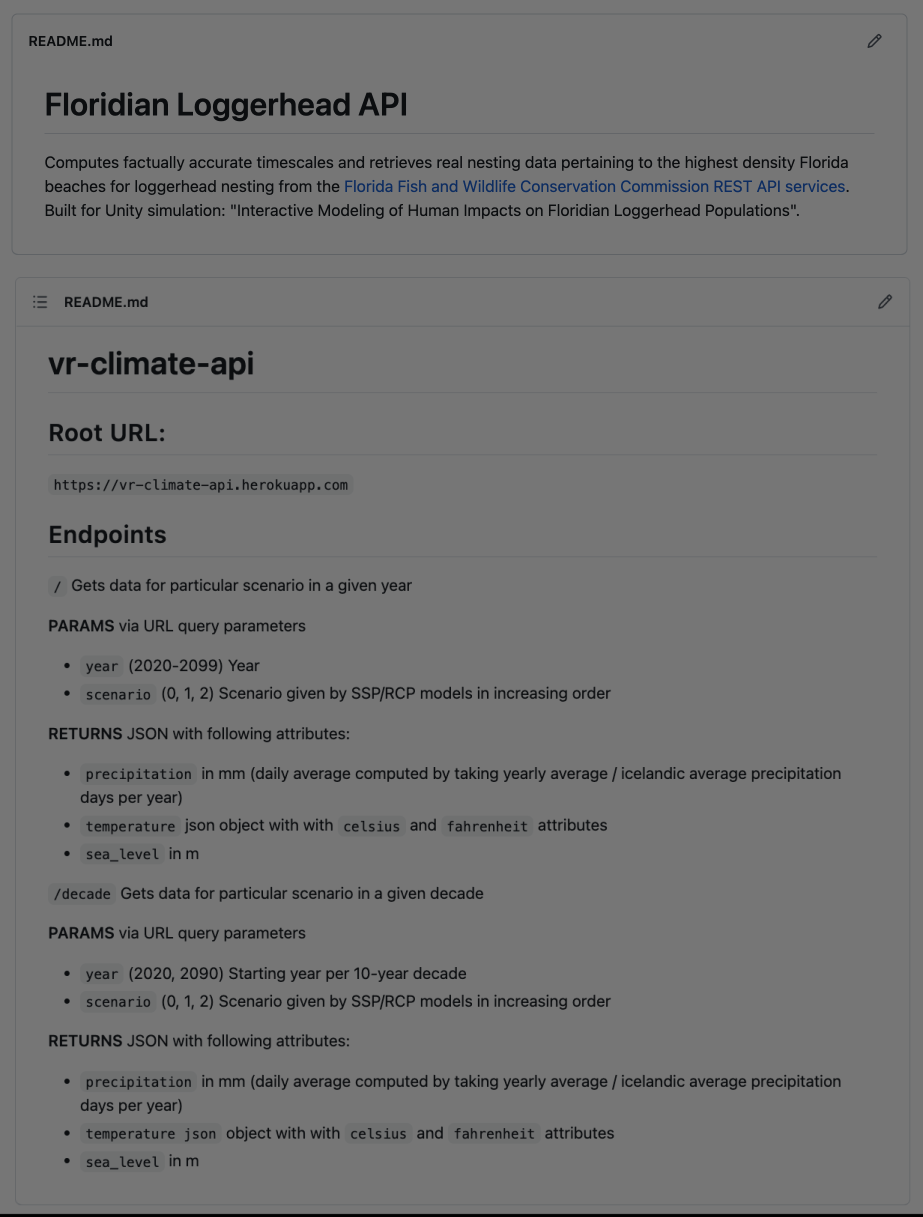 README.md
Floridian Loggerhead API
Computes factually accurate timescales and retrieves real nesting data pertaining to the highest density Florida
beaches for loggerhead nesting from the Florida Fish and Wildlife Conservation Commission REST API services.
Built for Unity simulation: "Interactive Modeling of Human Impacts on Floridian Loggerhead Populations".
README.md
vr-climate-api
Root URL:
https://vr-climate-api.herokuapp.com
Endpoints
/ Gets data for particular scenario in a given year
PARAMS via URL query parameters
• year (2020-2099) Year
• scenario (0, 1, 2) Scenario given by SSP/RCP models in increasing order
RETURNS JSON with following attributes:
• precipitation in mm (daily average computed by taking yearly average / icelandic average precipitation
days per year)
• temperature json object with with celsius and fahrenheit attributes
• sea_level in m
/decade Gets data for particular scenario in a given decade
PARAMS via URL query parameters
• year (2020, 2090) Starting year per 10-year decade
• scenario (0, 1, 2) Scenario given by SSP/RCP models in increasing order
RETURNS JSON with following attributes:
• precipitation in mm (daily average computed by taking yearly average / icelandic average precipitation
days per year)
• temperature json object with with celsius and fahrenheit attributes
• sea_level in m